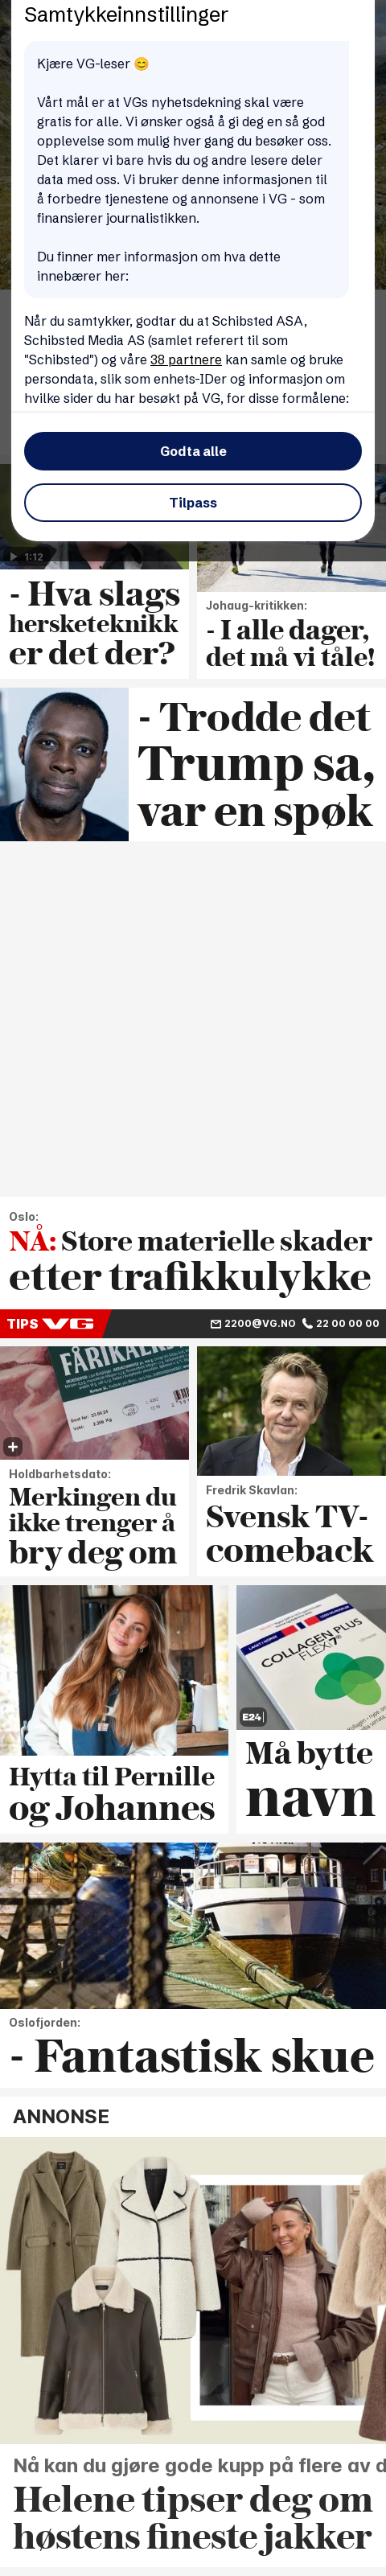 Samtykkeinnstillinger
Kjære VG-leser 😊
Vårt mål er at VGs nyhetsdekning skal være
gratis for alle. Vi ønsker også å gi deg en så god
opplevelse som mulig hver gang du besøker oss.
Det klarer vi bare hvis du og andre lesere deler
data med oss. Vi bruker denne informasjonen til
å forbedre tjenestene og annonsene i VG - som
finansierer journalistikken.
Du finner mer informasjon om hva dette
innebærer her:
Når du samtykker, godtar du at Schibsted ASA,
Schibsted Media AS (samlet referert til som
"Schibsted") og våre 38 partnere kan samle og bruke
persondata, slik som enhets-IDer og informasjon om
hvilke sider du har besøkt på VG, for disse formålene:
Godta alle
Tilpass
1:12
- Hva slags
hersketeknikk
er det der?
Johaug-kritikken:
- I alle dager,
det må vi tåle!
- Trodde det
Trump sa,
var en spøk
Oslo:
NÅ: Store materielle skader
etter trafikkulykke
TIPS VG
2200@VG.NO 22 00 00 00
FÅRIKÅL
Holdbarhetsdato:
Merkingen du
ikke trenger å
bry deg om
Fredrik Skavlan:
Svensk TV-
comeback
Hytta til Pernille
og Johannes
COLLAGEN PLUS
FLEX 7®
E24
Må bytte
navn
Oslofjorden:
- Fantastisk skue
ANNONSE
Nå kan du gjøre gode kupp på flere av d
Helene tipser deg om
høstens fineste jakker